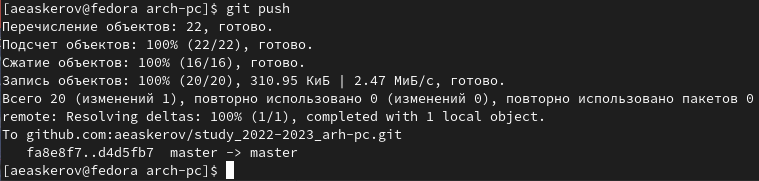 [aeaskerov@fedora arch-pc]$ git push
Перечисление объектов: 22, готово.
Подсчет объектов: 100% (22/22), готово.
Сжатие объектов: 100% (16/16), готово.
Запись объектов: 100% (20/20), 310.95 КиБ | 2.47 МиБ/с, готово.
Всего 20 (изменений 1), повторно использовано 0 (изменений 0), повторно использовано пакетов 0
remote: Resolving deltas: 100% (1/1), completed with 1 local object.
To github.com:aeaskerov/study_2022-2023_arh-pc.git
   fa8e8f7..d4d5fb7  master -> master
[aeaskerov@fedora arch-pc]$